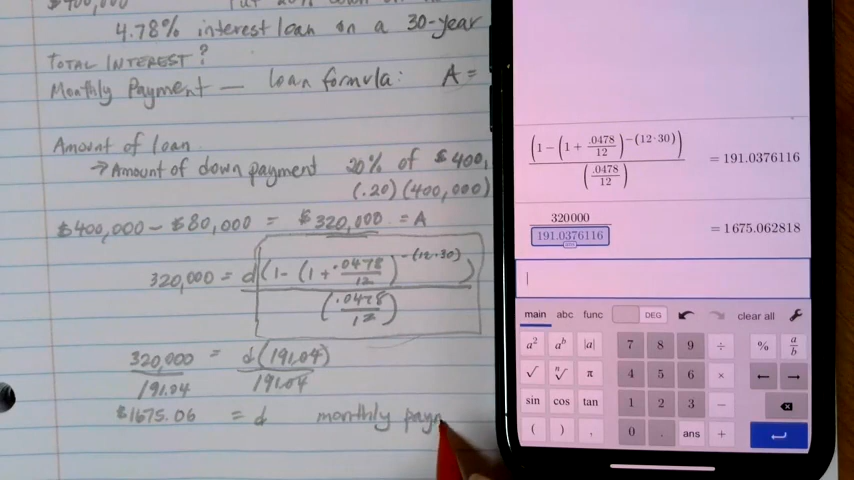 $400,000
4.78% interest loan on a 30-year
TOTAL INTEREST?
Monthly Payment — loan formula: A =
Amount of loan
→ Amount of down payment 20% of $400,
(.20)(400,000)
$400,000 – $80,000 = $320,000 = A
320,000 = d(1-(1+.0478/12)^-(12·30))/(.0478/12)
320,000/191.04 = d(191.04)/191.04
$1675.06 = d monthly paym
(1−(1+.0478/12)^−(12·30))/(.0478/12) = 191.0376116
320000/191.0376116 = 1675.062818
main abc func DEG clear all
a² aᵇ |a| 7 8 9 ÷ % a/b
√ ⁿ√ π 4 5 6 × ← →
sin cos tan 1 2 3 −
( ) , 0 . ans +